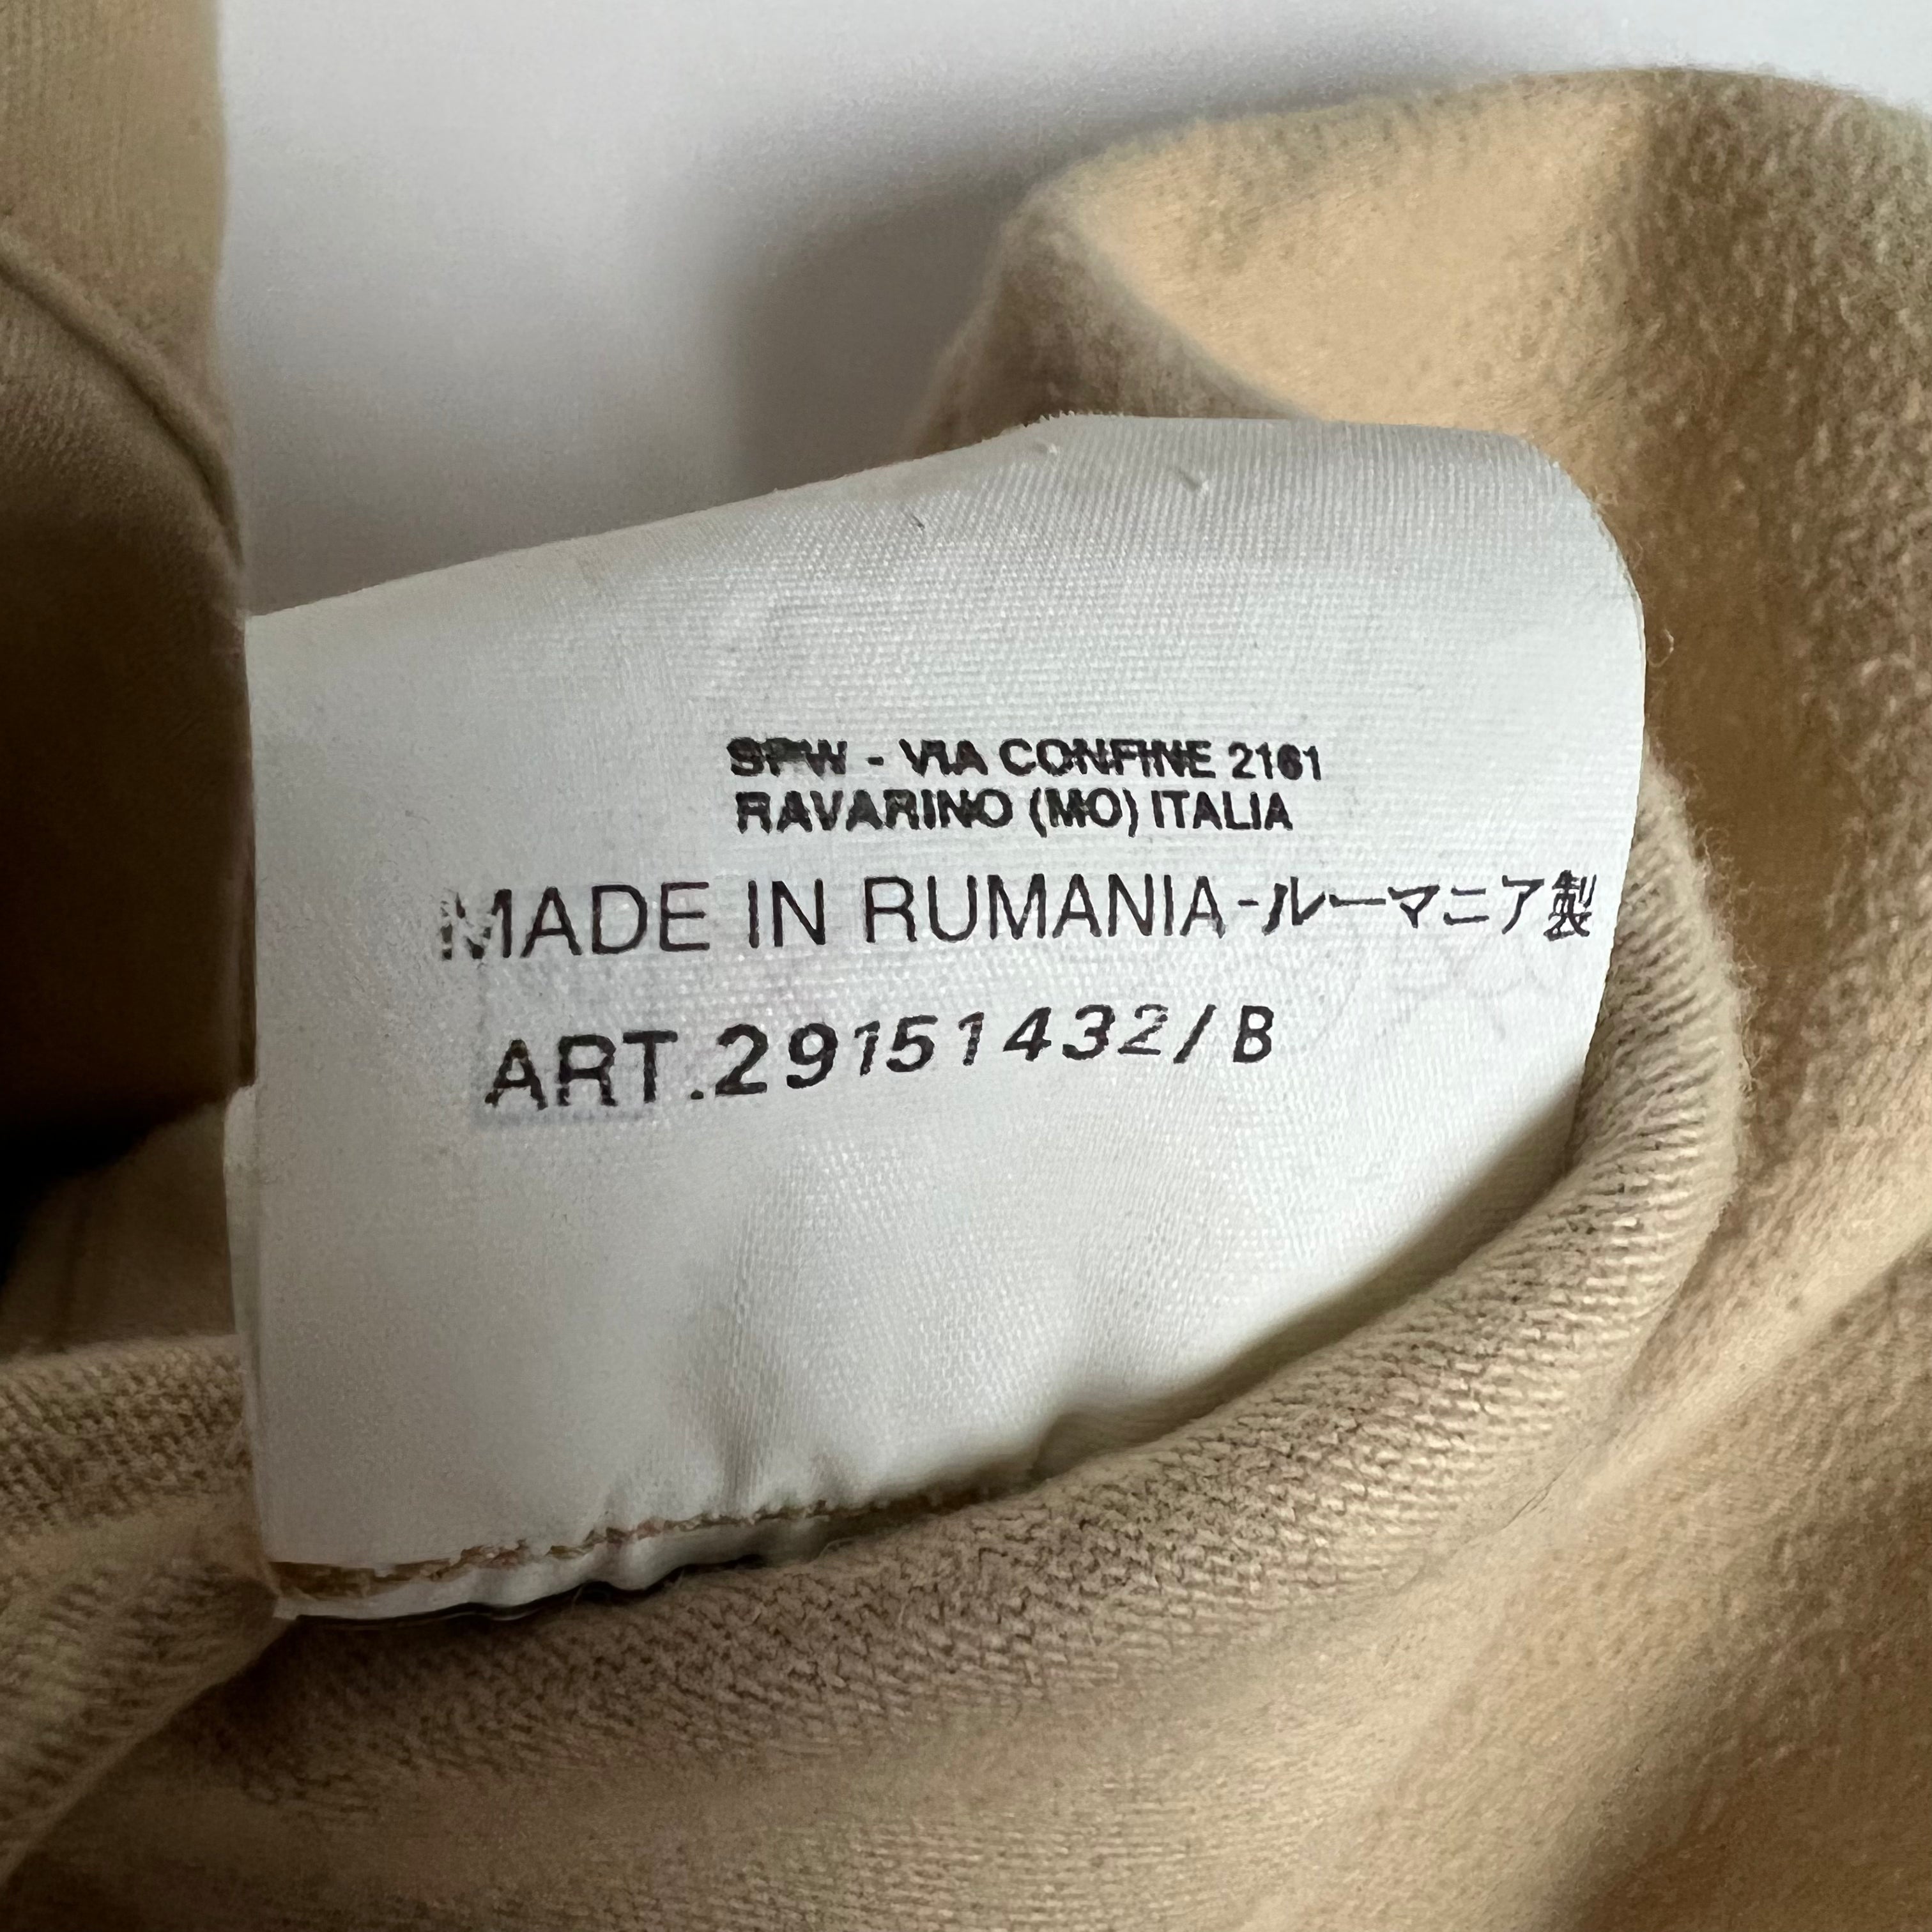 SPW - VIA CONFINE 2161
RAVARINO (MO) ITALIA
MADE IN RUMANIA-ルーマニア製
ART.29151432/B